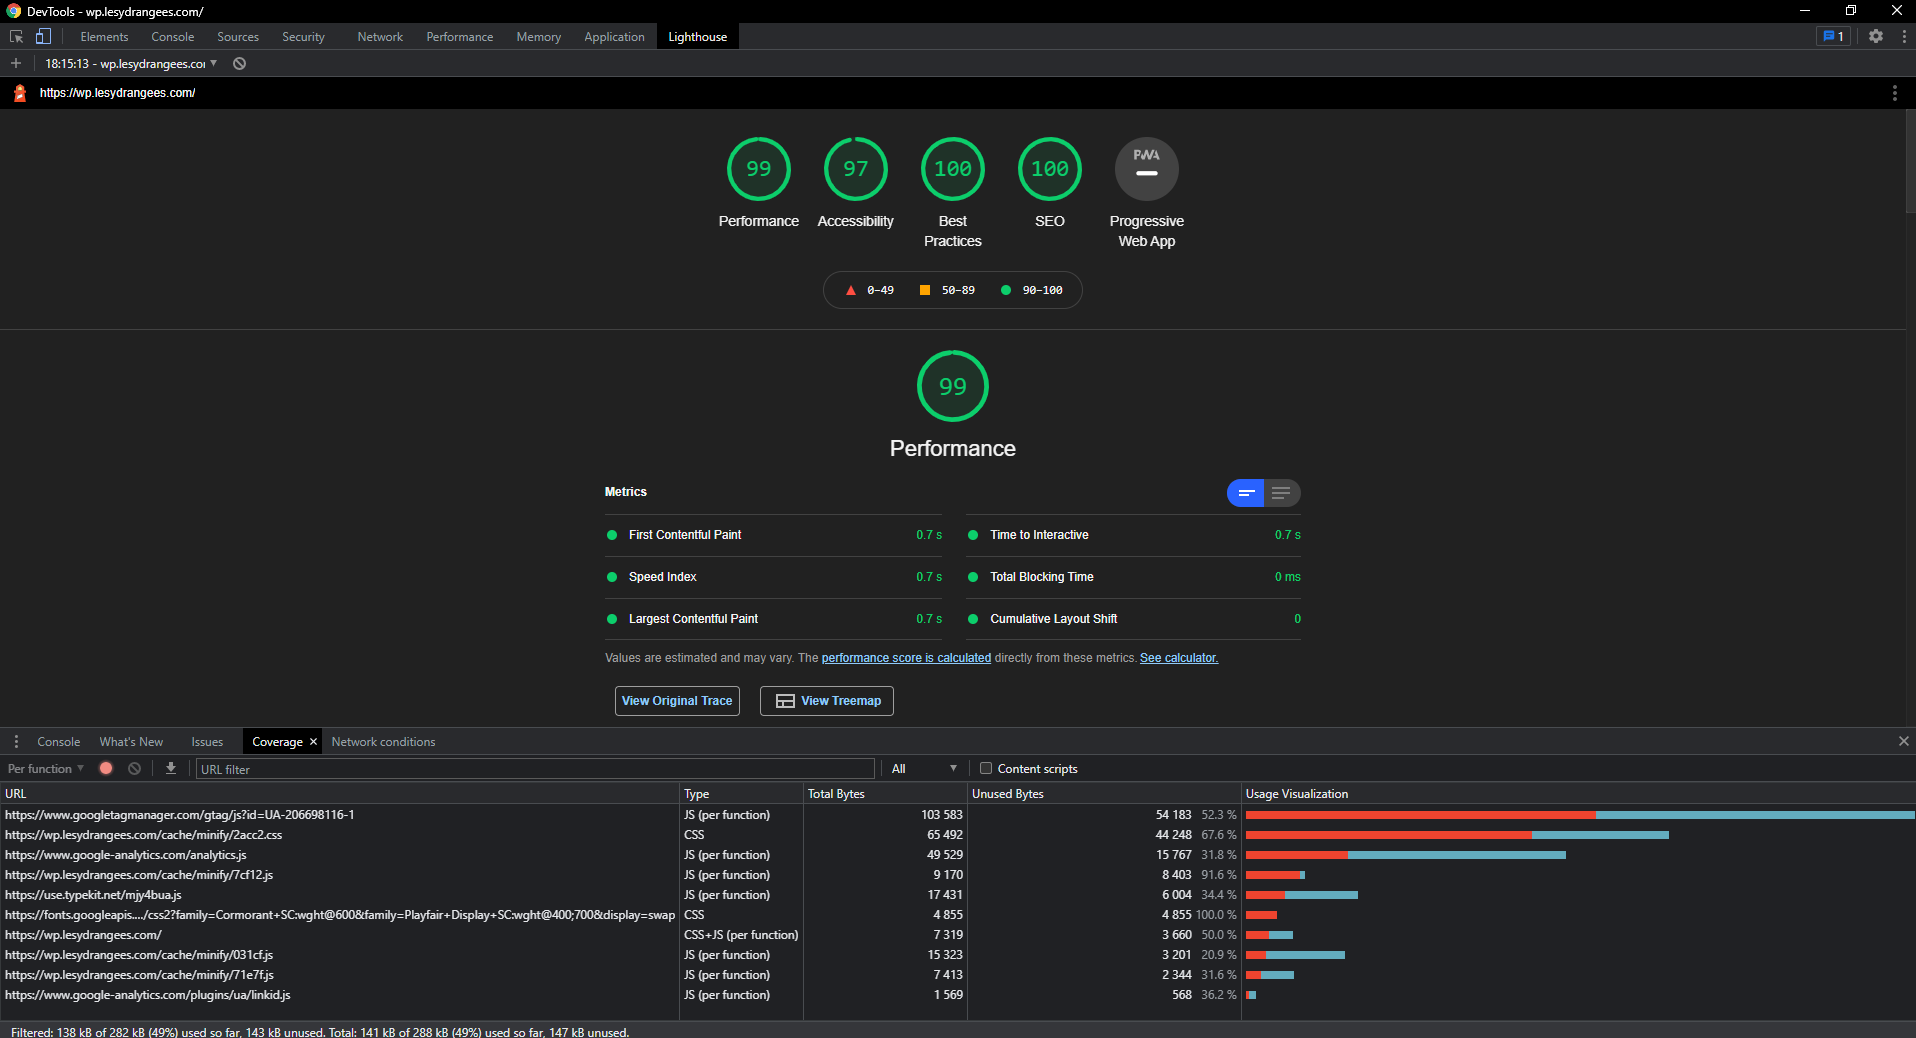 DevTools - wp.lesydrangees.com/
Elements Console Sources Security Network Performance Memory Application Lighthouse 1
18:15:13 - wp.lesydrangees.co
https://wp.lesydrangees.com/
99 97 100 100 PWA
Performance Accessibility Best Practices SEO Progressive Web App
0–49 50–89 90–100
99
Performance
Metrics
First Contentful Paint 0.7 s Time to Interactive 0.7 s
Speed Index 0.7 s Total Blocking Time 0 ms
Largest Contentful Paint 0.7 s Cumulative Layout Shift 0
Values are estimated and may vary. The performance score is calculated directly from these metrics. See calculator.
View Original Trace View Treemap
Console What's New Issues Coverage Network conditions
Per function URL filter All Content scripts
URL Type Total Bytes Unused Bytes Usage Visualization
https://www.googletagmanager.com/gtag/js?id=UA-206698116-1 JS (per function) 103 583 54 183 52.3 %
https://wp.lesydrangees.com/cache/minify/2acc2.css CSS 65 492 44 248 67.6 %
https://www.google-analytics.com/analytics.js JS (per function) 49 529 15 767 31.8 %
https://wp.lesydrangees.com/cache/minify/7cf12.js JS (per function) 9 170 8 403 91.6 %
https://use.typekit.net/mjy4bua.js JS (per function) 17 431 6 004 34.4 %
https://fonts.googleapis..../css2?family=Cormorant+SC:wght@600&family=Playfair+Display+SC:wght@400;700&display=swap CSS 4 855 4 855 100.0 %
https://wp.lesydrangees.com/ CSS+JS (per function) 7 319 3 660 50.0 %
https://wp.lesydrangees.com/cache/minify/031cf.js JS (per function) 15 323 3 201 20.9 %
https://wp.lesydrangees.com/cache/minify/71e7f.js JS (per function) 7 413 2 344 31.6 %
https://www.google-analytics.com/plugins/ua/linkid.js JS (per function) 1 569 568 36.2 %
Filtered: 138 kB of 282 kB (49%) used so far, 143 kB unused. Total: 141 kB of 288 kB (49%) used so far, 147 kB unused.